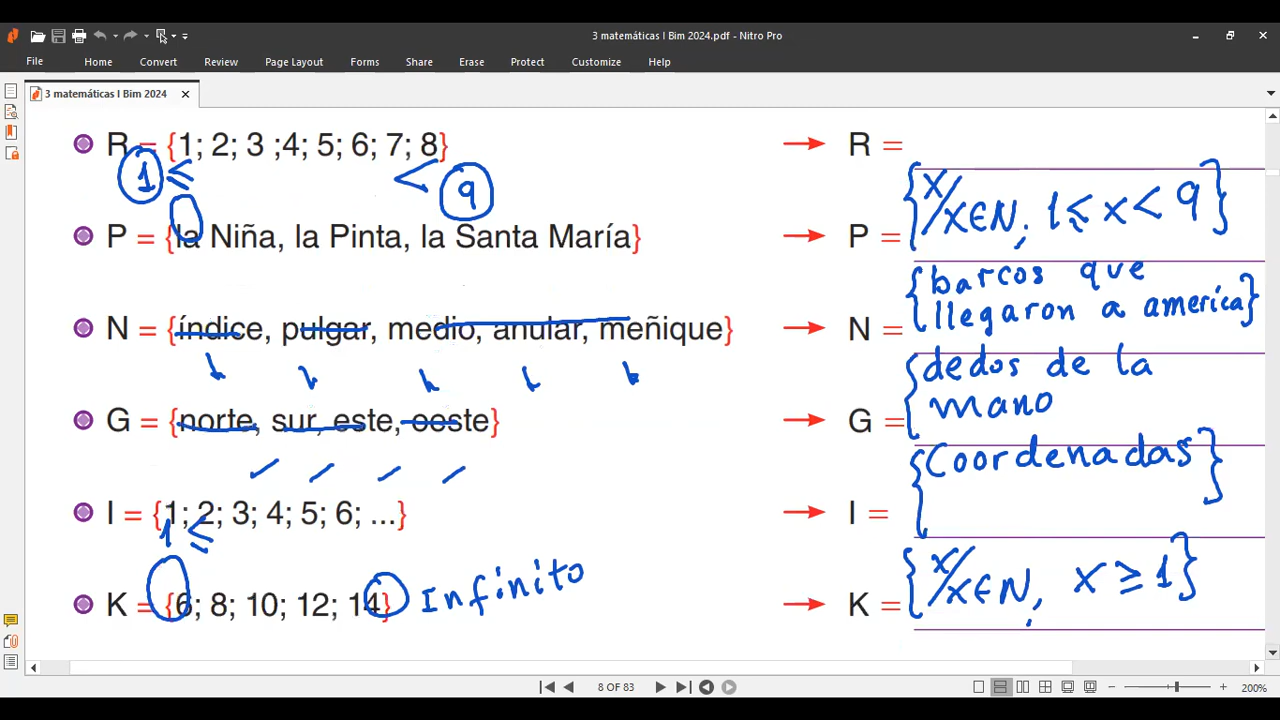 3 matemáticas I Bim 2024.pdf - Nitro Pro
File Home Convert Review Page Layout Forms Share Erase Protect Customize Help
3 matemáticas I Bim 2024
R = {1; 2; 3 ;4; 5; 6; 7; 8} R =
1 ≤ < 9
{x/x∈N; 1 ≤ x < 9}
P = {la Niña, la Pinta, la Santa María} P =
{barcos que
llegaron a america}
N = {índice, pulgar, medio, anular, meñique} N =
{dedos de la
mano
G = {norte, sur, este, oeste} G =
{Coordenadas}
I = {1; 2; 3; 4; 5; 6; ...} I =
1 ≤
{x/x∈N; x ≥ 1}
K = {6; 8; 10; 12; 14} Infinito K =
8 OF 83
200%